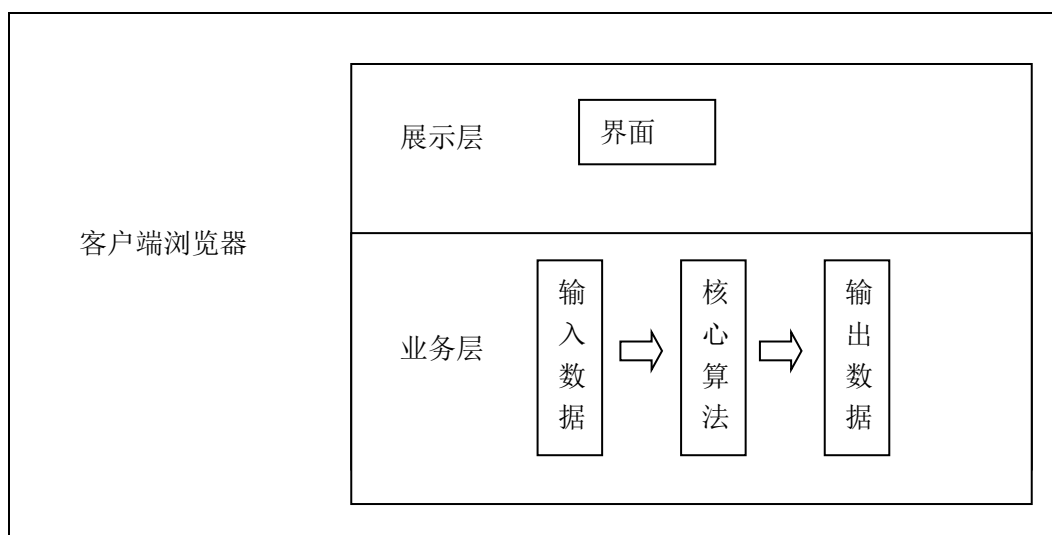 展示层
界面
客户端浏览器
业务层
输入数据
核心算法
输出数据